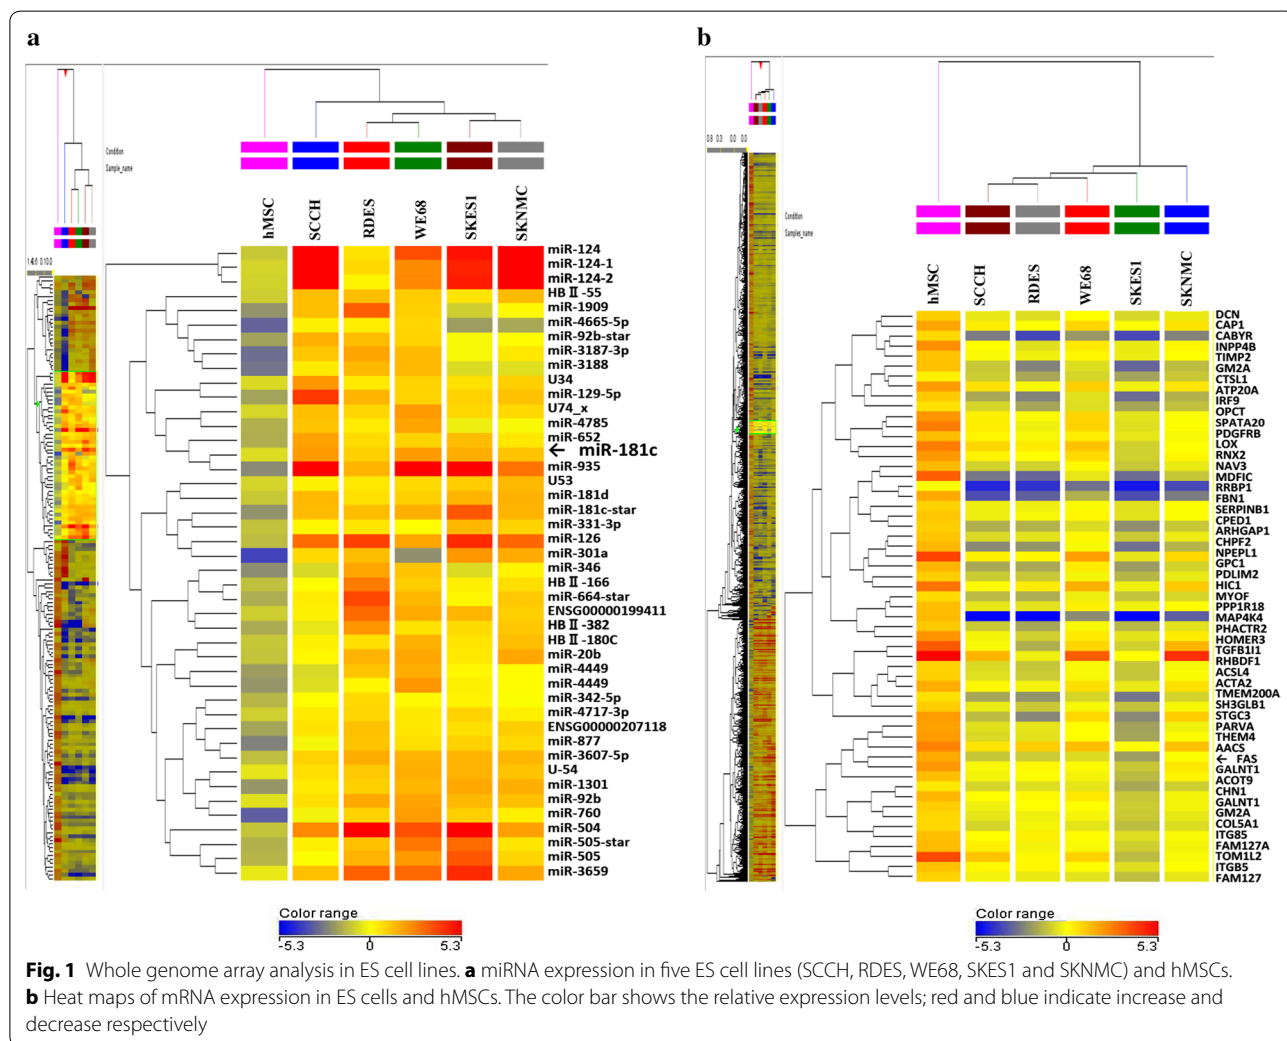 a
Condition
Sample_name
hMSC
SCCH
RDES
WE68
SKES1
SKNMC
miR-124
miR-124-1
miR-124-2
HBⅡ-55
miR-1909
miR-4665-5p
miR-92b-star
miR-3187-3p
miR-3188
U34
miR-129-5p
U74_x
miR-4785
miR-652
← miR-181c
miR-935
U53
miR-181d
miR-181c-star
miR-331-3p
miR-126
miR-301a
miR-346
HBⅡ-166
miR-664-star
ENSG00000199411
HBⅡ-382
HBⅡ-180C
miR-20b
miR-4449
miR-4449
miR-342-5p
miR-4717-3p
ENSG00000207118
miR-877
miR-3607-5p
U-54
miR-1301
miR-92b
miR-760
miR-504
miR-505-star
miR-505
miR-3659
Color range
-5.3 0 5.3
b
Condition
Samples_name
hMSC
SCCH
RDES
WE68
SKES1
SKNMC
DCN
CAP1
CABYR
INPP4B
TIMP2
GM2A
CTSL1
ATP20A
IRF9
OPCT
SPATA20
PDGFRB
LOX
RNX2
NAV3
MDFIC
RRBP1
FBN1
SERPINB1
CPED1
ARHGAP1
CHPF2
NPEPL1
GPC1
PDLIM2
HIC1
MYOF
PPP1R18
MAP4K4
PHACTR2
HOMER3
TGFB1I1
RHBDF1
ACSL4
ACTA2
TMEM200A
SH3GLB1
STGC3
PARVA
THEM4
AACS
← FAS
GALNT1
ACOT9
CHN1
GALNT1
GM2A
COL5A1
ITG85
FAM127A
TOM1L2
ITGB5
FAM127
Color range
-5.3 0 5.3
Fig. 1 Whole genome array analysis in ES cell lines. a miRNA expression in five ES cell lines (SCCH, RDES, WE68, SKES1 and SKNMC) and hMSCs.
b Heat maps of mRNA expression in ES cells and hMSCs. The color bar shows the relative expression levels; red and blue indicate increase and
decrease respectively